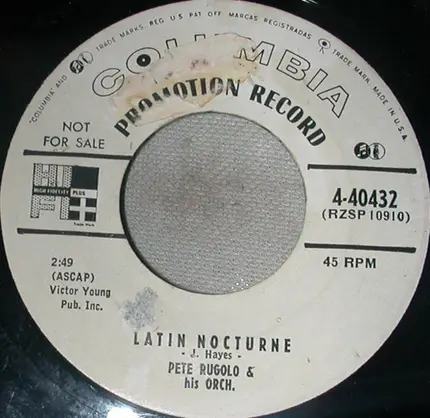 "COLUMBIA" AND TRADE MARKS, REG. U.S. PAT OFF. MARCAS REGISTRADAS TRADE MARK. MADE IN U.S.A.
COLUMBIA
PROMOTION RECORD
NOT
FOR SALE
HI
FI
HIGH FIDELITY PLUS
Trade Mark
4-40432
(RZSP 10910)
2:49
(ASCAP)
Victor Young
Pub. Inc.
45 RPM
LATIN NOCTURNE
- J. Hayes -
PETE RUGOLO &
his ORCH.